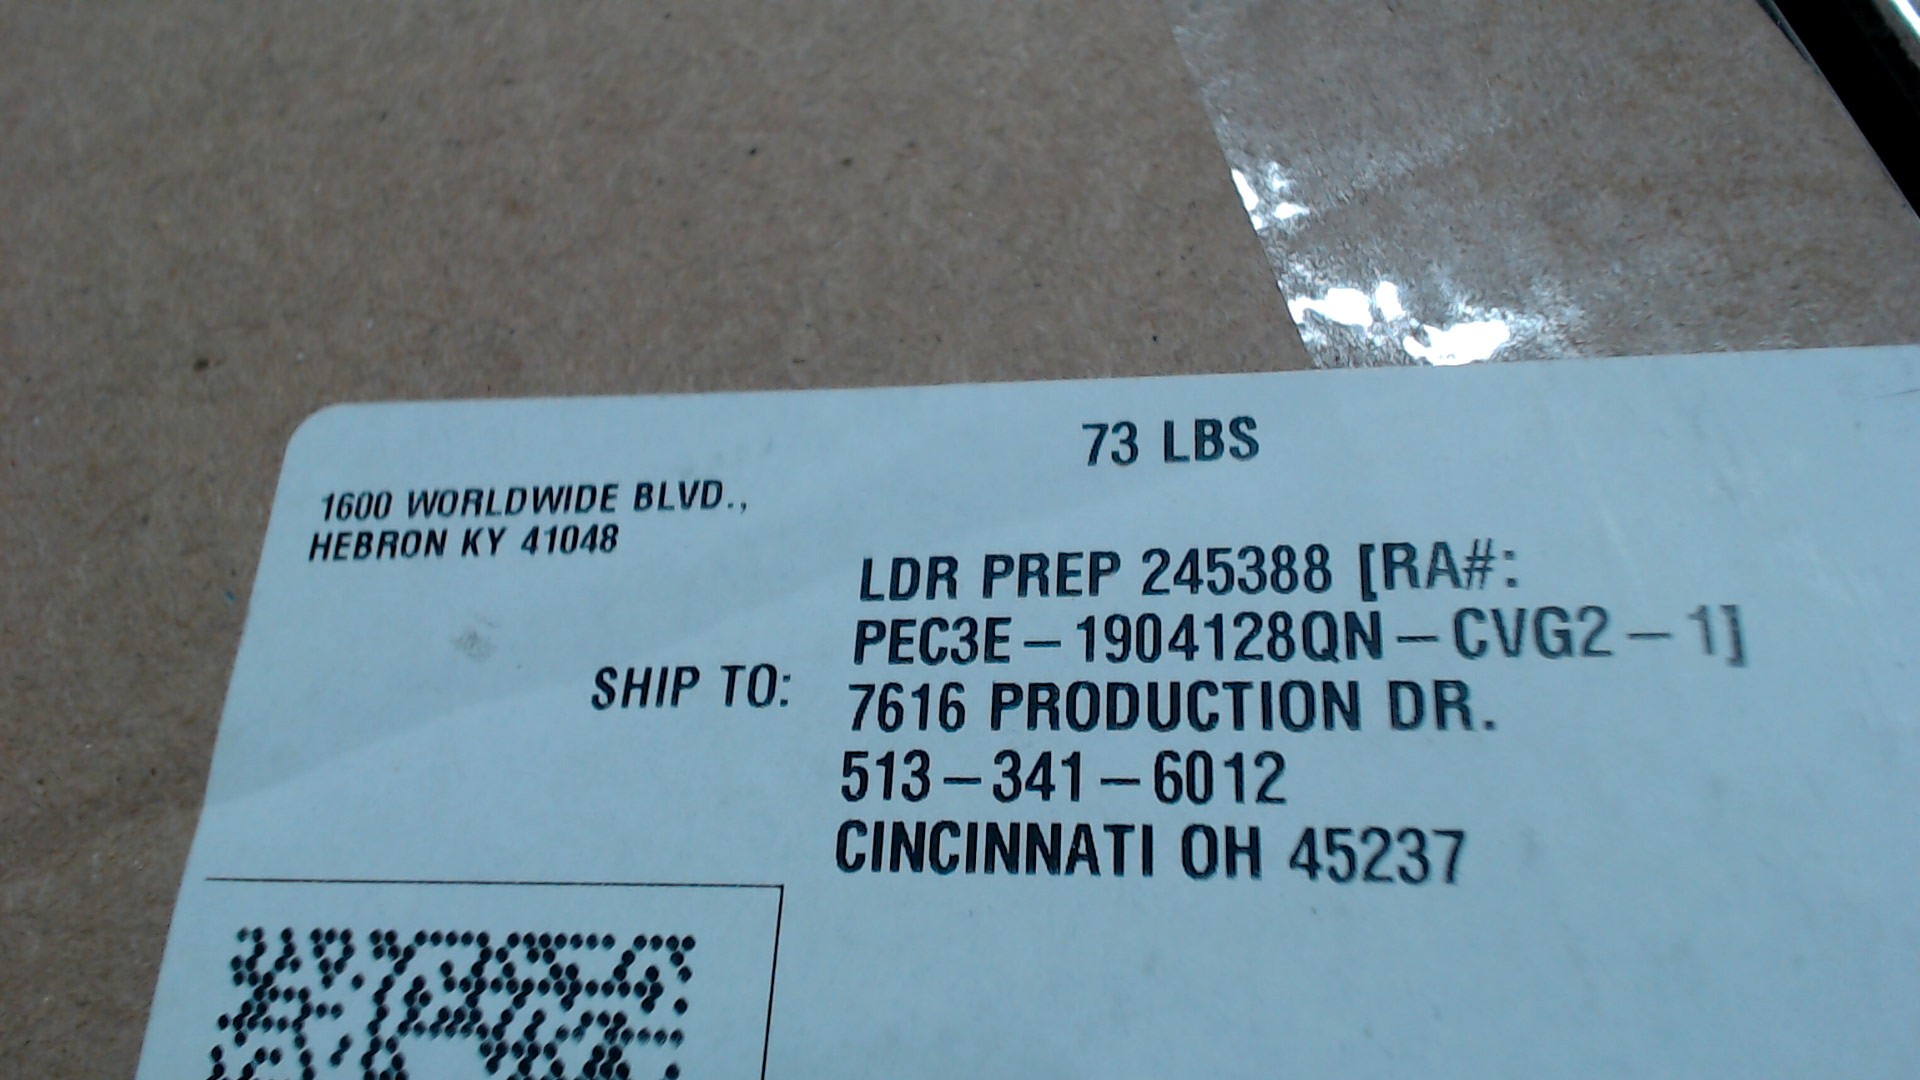 73 LBS
1600 WORLDWIDE BLVD.,
HEBRON KY 41048
SHIP TO:
LDR PREP 245388 [RA#:
PEC3E-1904128QN-CVG2-1]
7616 PRODUCTION DR.
513-341-6012
CINCINNATI OH 45237